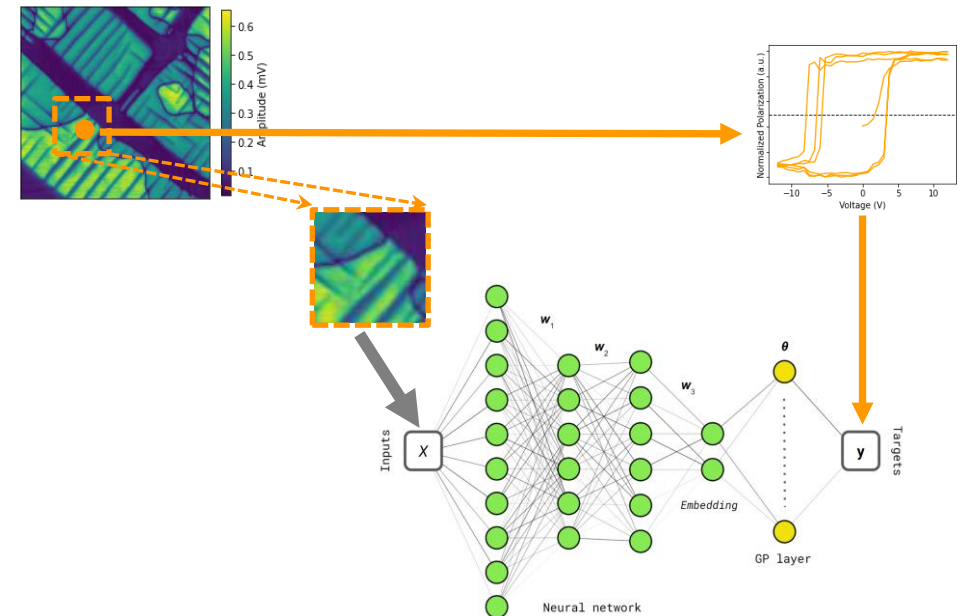 0.6
0.5
0.4
0.3
0.2
0.1
Amplitude (mV)
Normalized Polarization (a.u.)
−10
−5
0
5
10
Voltage (V)
w1
w2
w3
θ
Inputs
X
y
Targets
Embedding
GP layer
Neural network